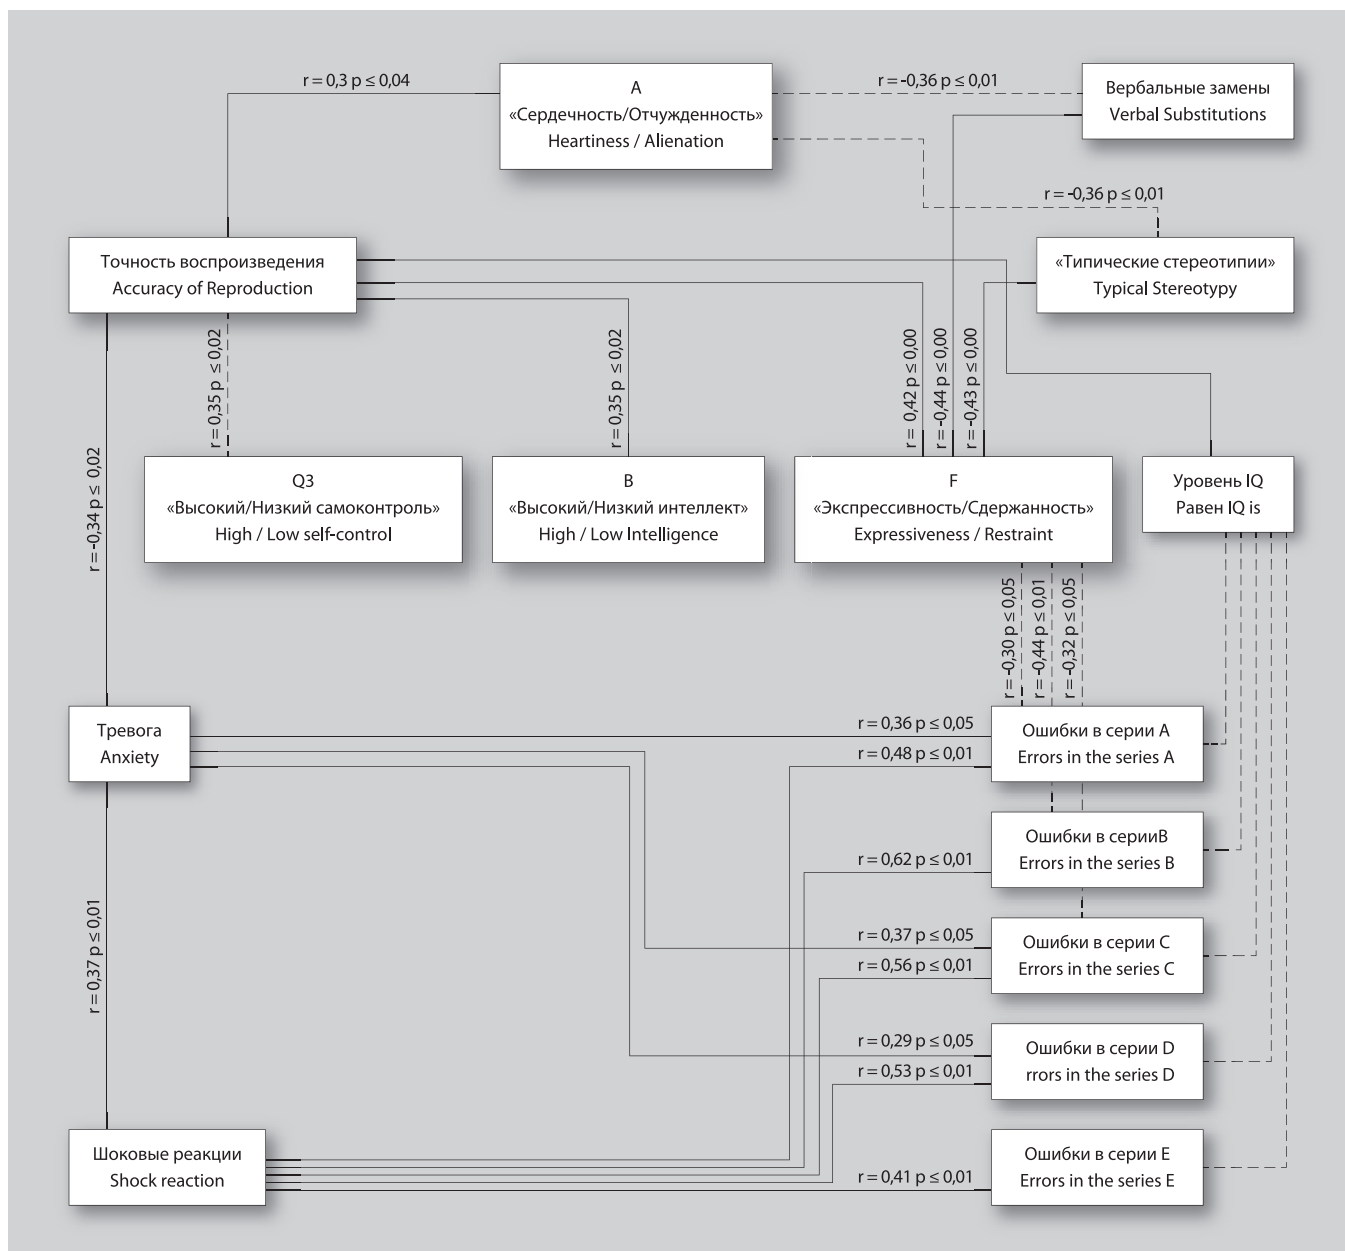 r = 0,3 p ≤ 0,04
A
«Сердечность/Отчужденность»
Heartiness / Alienation
r = -0,36 p ≤ 0,01
Вербальные замены
Verbal Substitutions
r = -0,36 p ≤ 0,01
Точность воспроизведения
Accuracy of Reproduction
«Типические стереотипии»
Typical Stereotypy
r = -0,34 p ≤ 0,02
r = 0,35 p ≤ 0,02
r = 0,35 p ≤ 0,02
r = 0,42 p ≤ 0,00
r = -0,44 p ≤ 0,00
r = -0,43 p ≤ 0,00
Q3
«Высокий/Низкий самоконтроль»
High / Low self-control
B
«Высокий/Низкий интеллект»
High / Low Intelligence
F
«Экспрессивность/Сдержанность»
Expressiveness / Restraint
Уровень IQ
Равен IQ is
r = -0,30 p ≤ 0,05
r = -0,44 p ≤ 0,01
r = -0,32 p ≤ 0,05
Тревога
Anxiety
r = 0,36 p ≤ 0,05
r = 0,48 p ≤ 0,01
Ошибки в серии A
Errors in the series A
r = 0,62 p ≤ 0,01
Ошибки в серииB
Errors in the series B
r = 0,37 p ≤ 0,01
r = 0,37 p ≤ 0,05
r = 0,56 p ≤ 0,01
Ошибки в серии C
Errors in the series C
r = 0,29 p ≤ 0,05
r = 0,53 p ≤ 0,01
Ошибки в серии D
rrors in the series D
Шоковые реакции
Shock reaction
r = 0,41 p ≤ 0,01
Ошибки в серии E
Errors in the series E